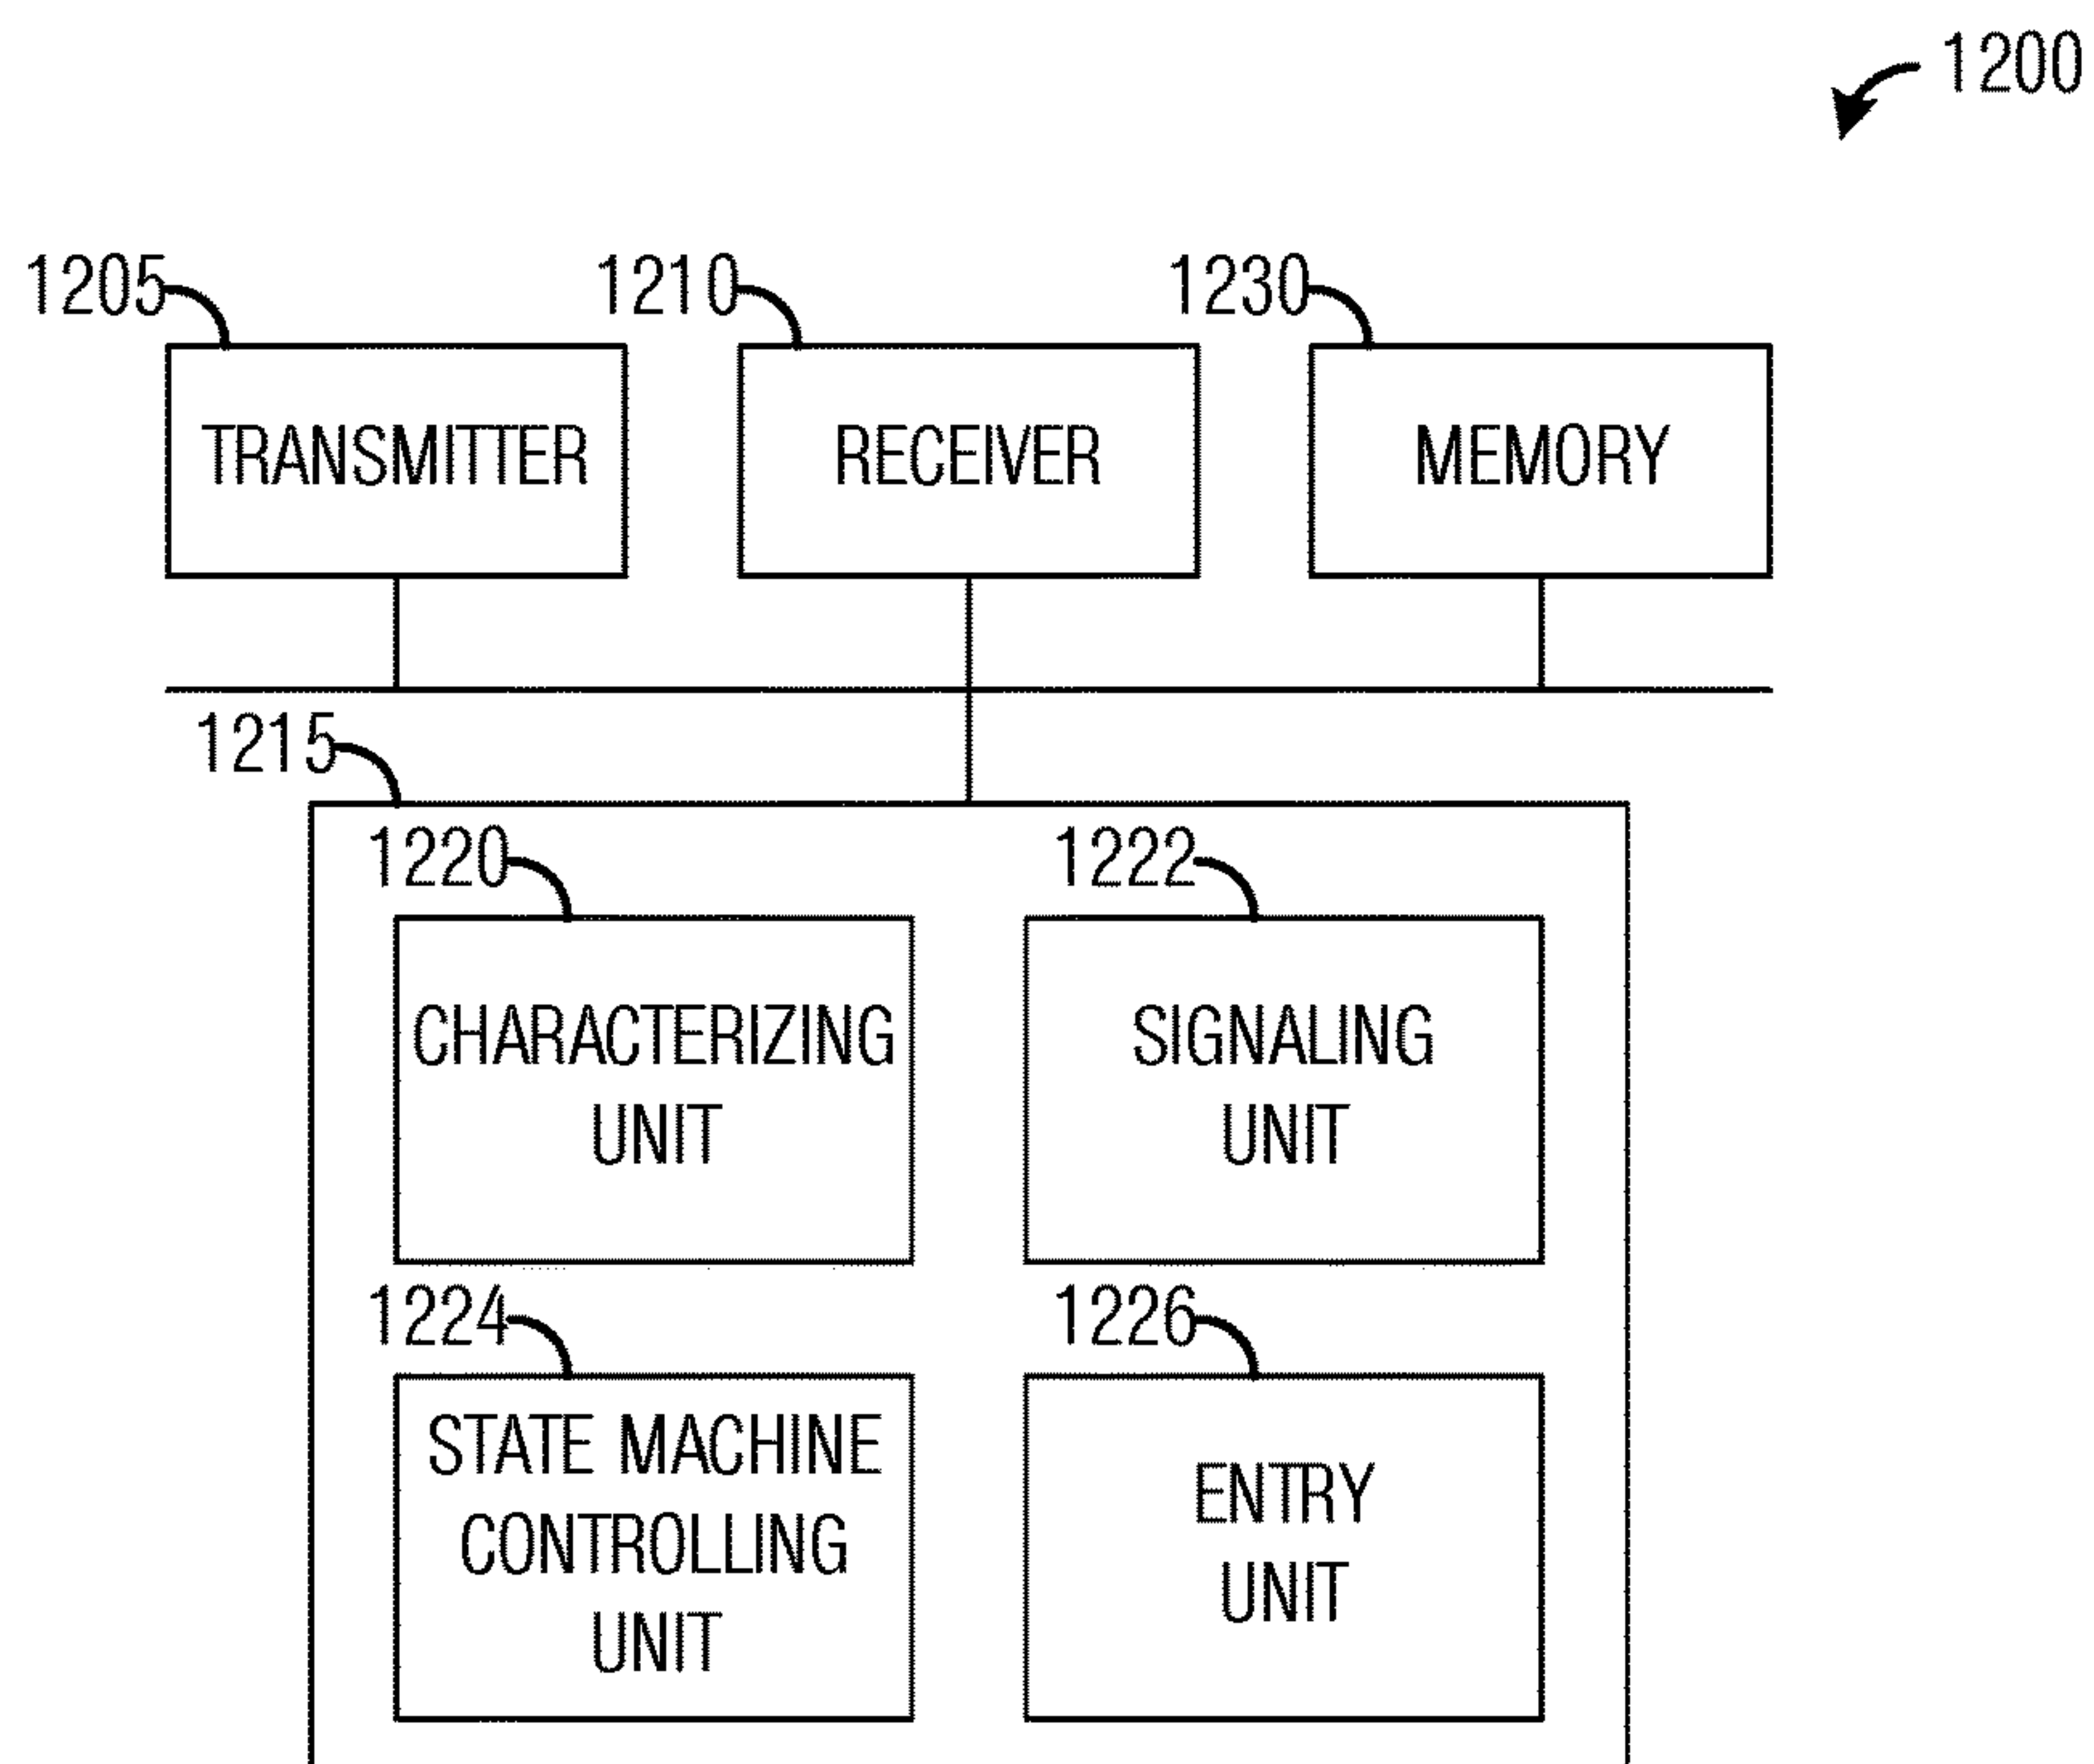 1200
1205
1210
1230
TRANSMITTER
RECEIVER
MEMORY
1215
1220
1222
CHARACTERIZING
UNIT
SIGNALING
UNIT
1224
1226
STATE MACHINE
CONTROLLING
UNIT
ENTRY
UNIT